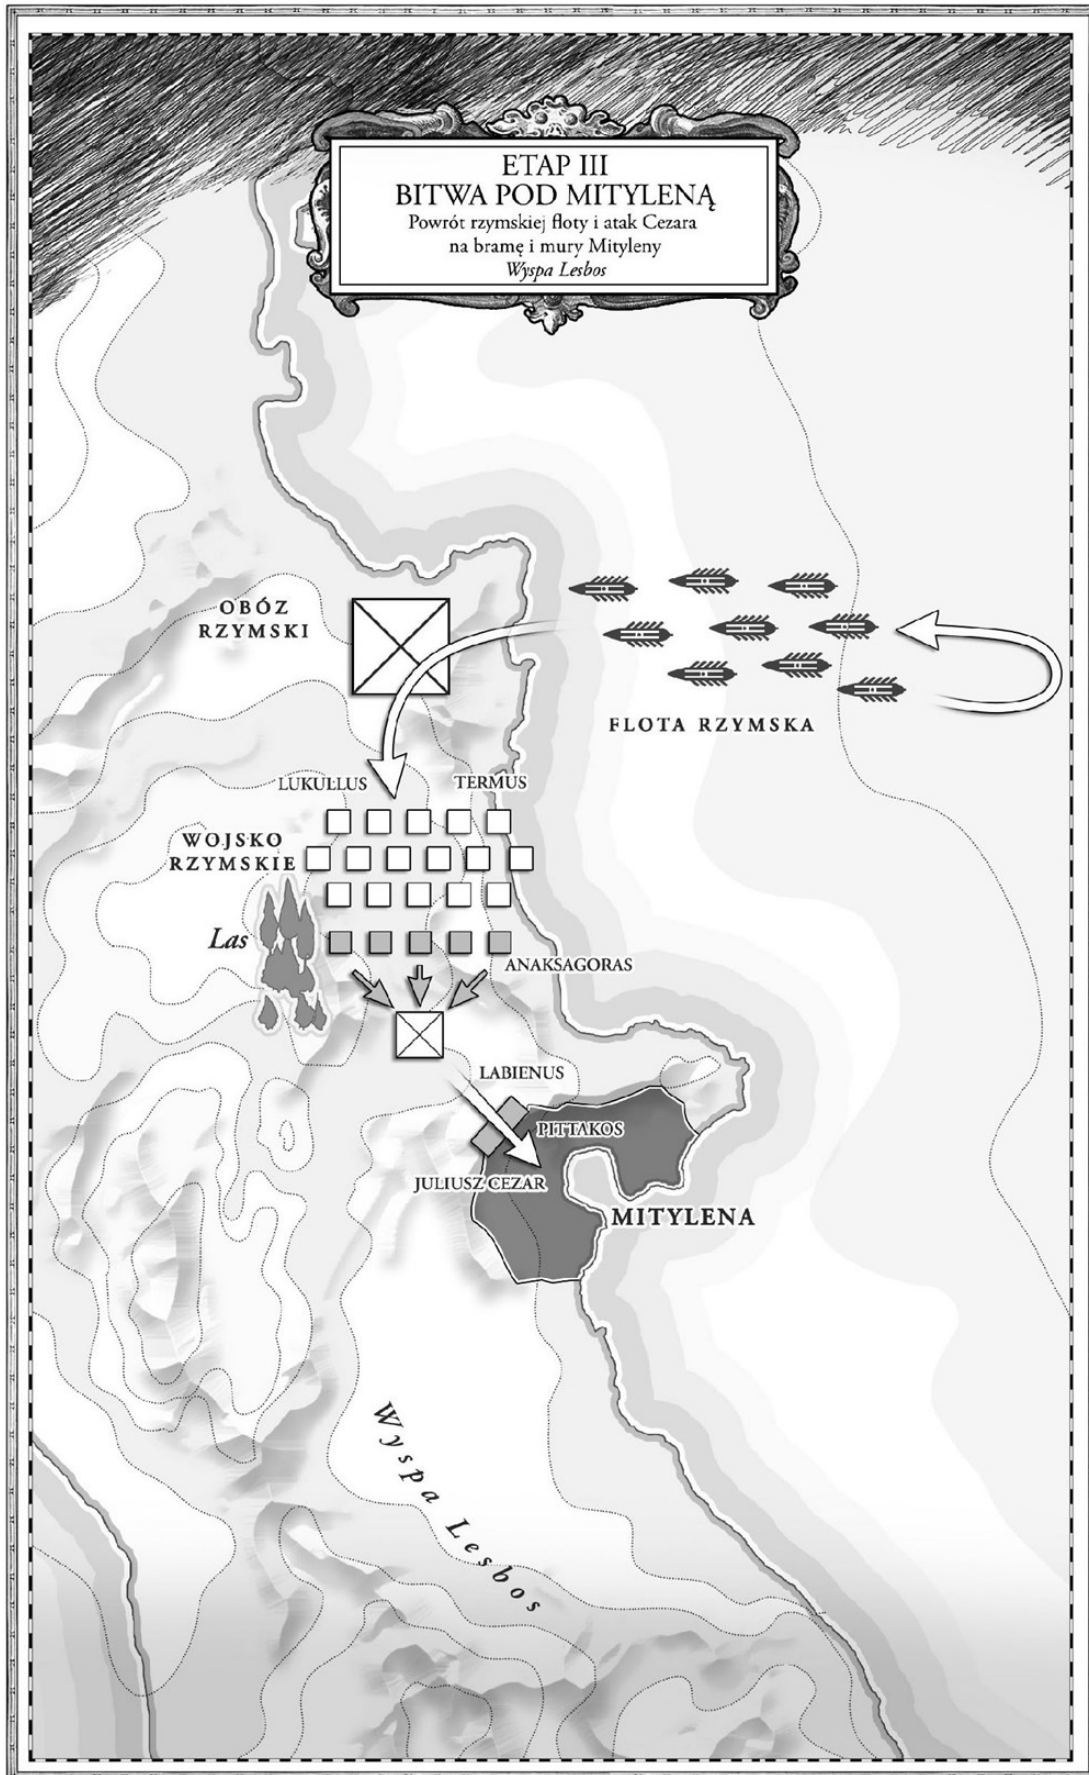 ETAP III
BITWA POD MITYLENĄ
Powrót rzymskiej floty i atak Cezara
na bramę i mury Mityleny
Wyspa Lesbos
OBÓZ
RZYMSKI
FLOTA RZYMSKA
LUKULLUS
TERMUS
WOJSKO
RZYMSKIE
Las
ANAKSAGORAS
LABIENUS
PITTAKOS
JULIUSZ CEZAR
MITYLENA
Wyspa Lesbos